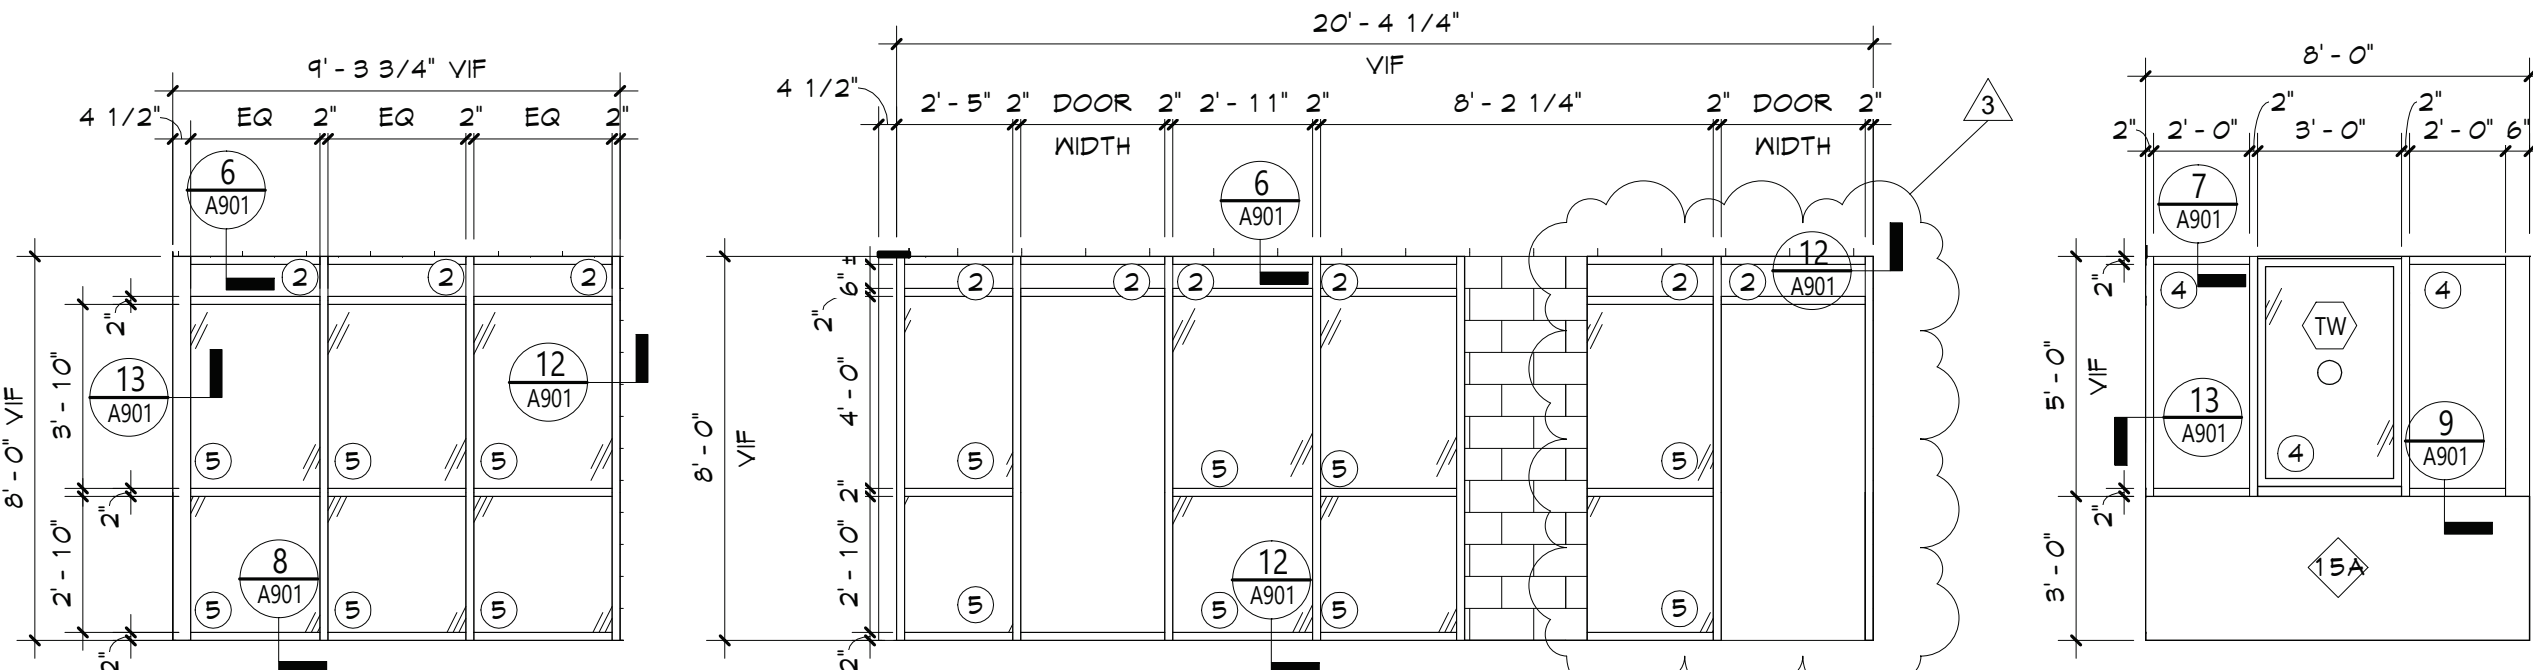 9' - 3 3/4" VIF
4 1/2" EQ 2" EQ 2" EQ 2"
6
A901
2 2 2
8' - 0" VIF
2"
3' - 10"
2"
2' - 10"
2"
13
A901
12
A901
5 5 5
8
A901
5 5 5
20' - 4 1/4"
VIF
4 1/2" 2' - 5" 2" DOOR 2" 2' - 11" 2" 8' - 2 1/4" 2" DOOR 2"
WIDTH WIDTH
3
6
A901
12
A901
2 2 2 2 2 2
8' - 0"
VIF
6" ±
2"
4' - 0"
2"
2' - 10"
2"
5 5 5 5
12
A901
5 5 5 5
8' - 0"
2" 2"
2" 2' - 0" 3' - 0" 2' - 0" 6"
7
A901
4 4
TW
2"
5' - 0"
VIF
2"
3' - 0"
13
A901
4
9
A901
15A